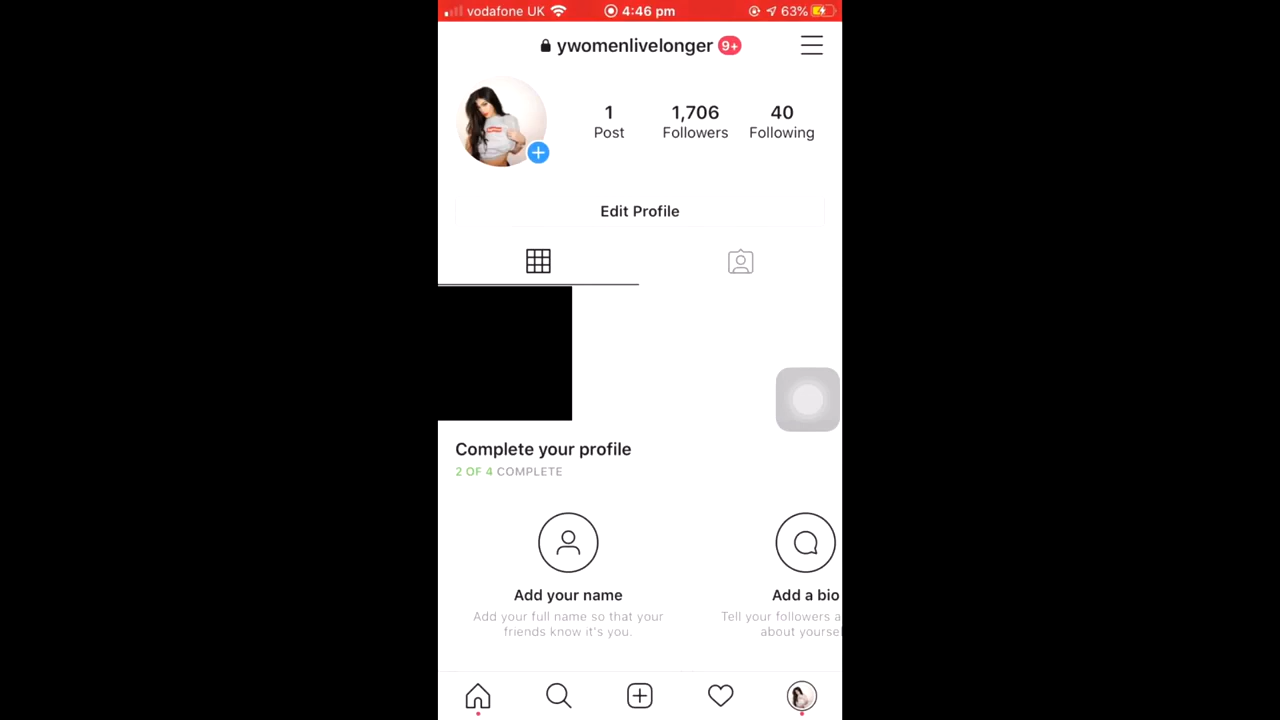 vodafone UK 4:46 pm 63%
ywomenlivelonger 9+
1 1,706 40
Post Followers Following
Edit Profile
Complete your profile
2 OF 4 COMPLETE
Add your name Add a bio
Add your full name so that your Tell your followers a
friends know it's you. about yoursel